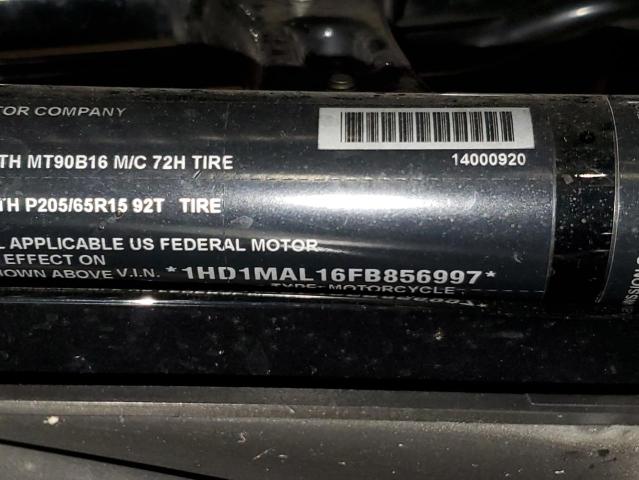 TOR COMPANY
TH MT90B16 M/C 72H TIRE
14000920
TH P205/65R15 92T TIRE
L APPLICABLE US FEDERAL MOTOR
EFFECT ON
HOWN ABOVE V.I.N. *1HD1MAL16FB856997*
TYPE: MOTORCYCLE